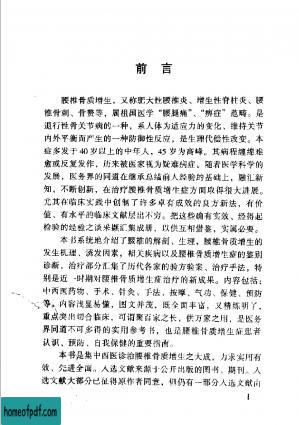 前 言
腰椎骨质增生，又称肥大性腰椎炎、增生性脊柱炎、腰
椎骨刺、骨赘等，属祖国医学“腰腿痛”、“痹症”范畴。是
退行性骨关节病的一种，系人体为适应力的变化，维持关节
内外平衡而产生的一种防御性反应，是生理代偿性改变。本
症多发于40岁以上的中年人，45岁为高峰，其病程缠绵难
愈或反复发作，历来被医家视为疑难病症。随着医学科学的
发展，医务界的同道在继承总结前人经验的基础上，融汇新
知，不断创新，在治疗腰椎骨质增生症方面取得很大进展，
尤其在临床实践中创制了许多卓有成效的良方新法，有价
值、有水平的临床文献层出不穷。把这些确有实效，经得起
检验的经验之谈采撷汇集成册，以供互相借鉴，实属必要。
本书系统地介绍了腰椎的解剖、生理，腰椎骨质增生的
发生机理、诱发因素，相关疾病以及腰椎骨质增生症的鉴别
诊断，治疗部分汇集了历代各家的验方验案、治疗手法，特别
是近一时期对腰椎骨质增生症治疗的新成果。内容包括：
中西医药物、手术、针灸、手法、按摩、气功、保健、预防
等。内容浅显易懂，图文并茂，既全面丰富，又精练明了，
重点突出切合临床，可谓聚百家之长，供万家之用，是医务
界同道不可多得的实用参考书，也是腰椎骨质增生症患者
认识、预防、自我保健的重要指南。
本书是集中西医诊治腰椎骨质增生之大成，力求实用有
效、先进全面。入选文献来源于公开出版的图书、期刊。入
选文献大部分已征得原作者同意，但仍有一部分入选文献由
1
homeofpdf.com